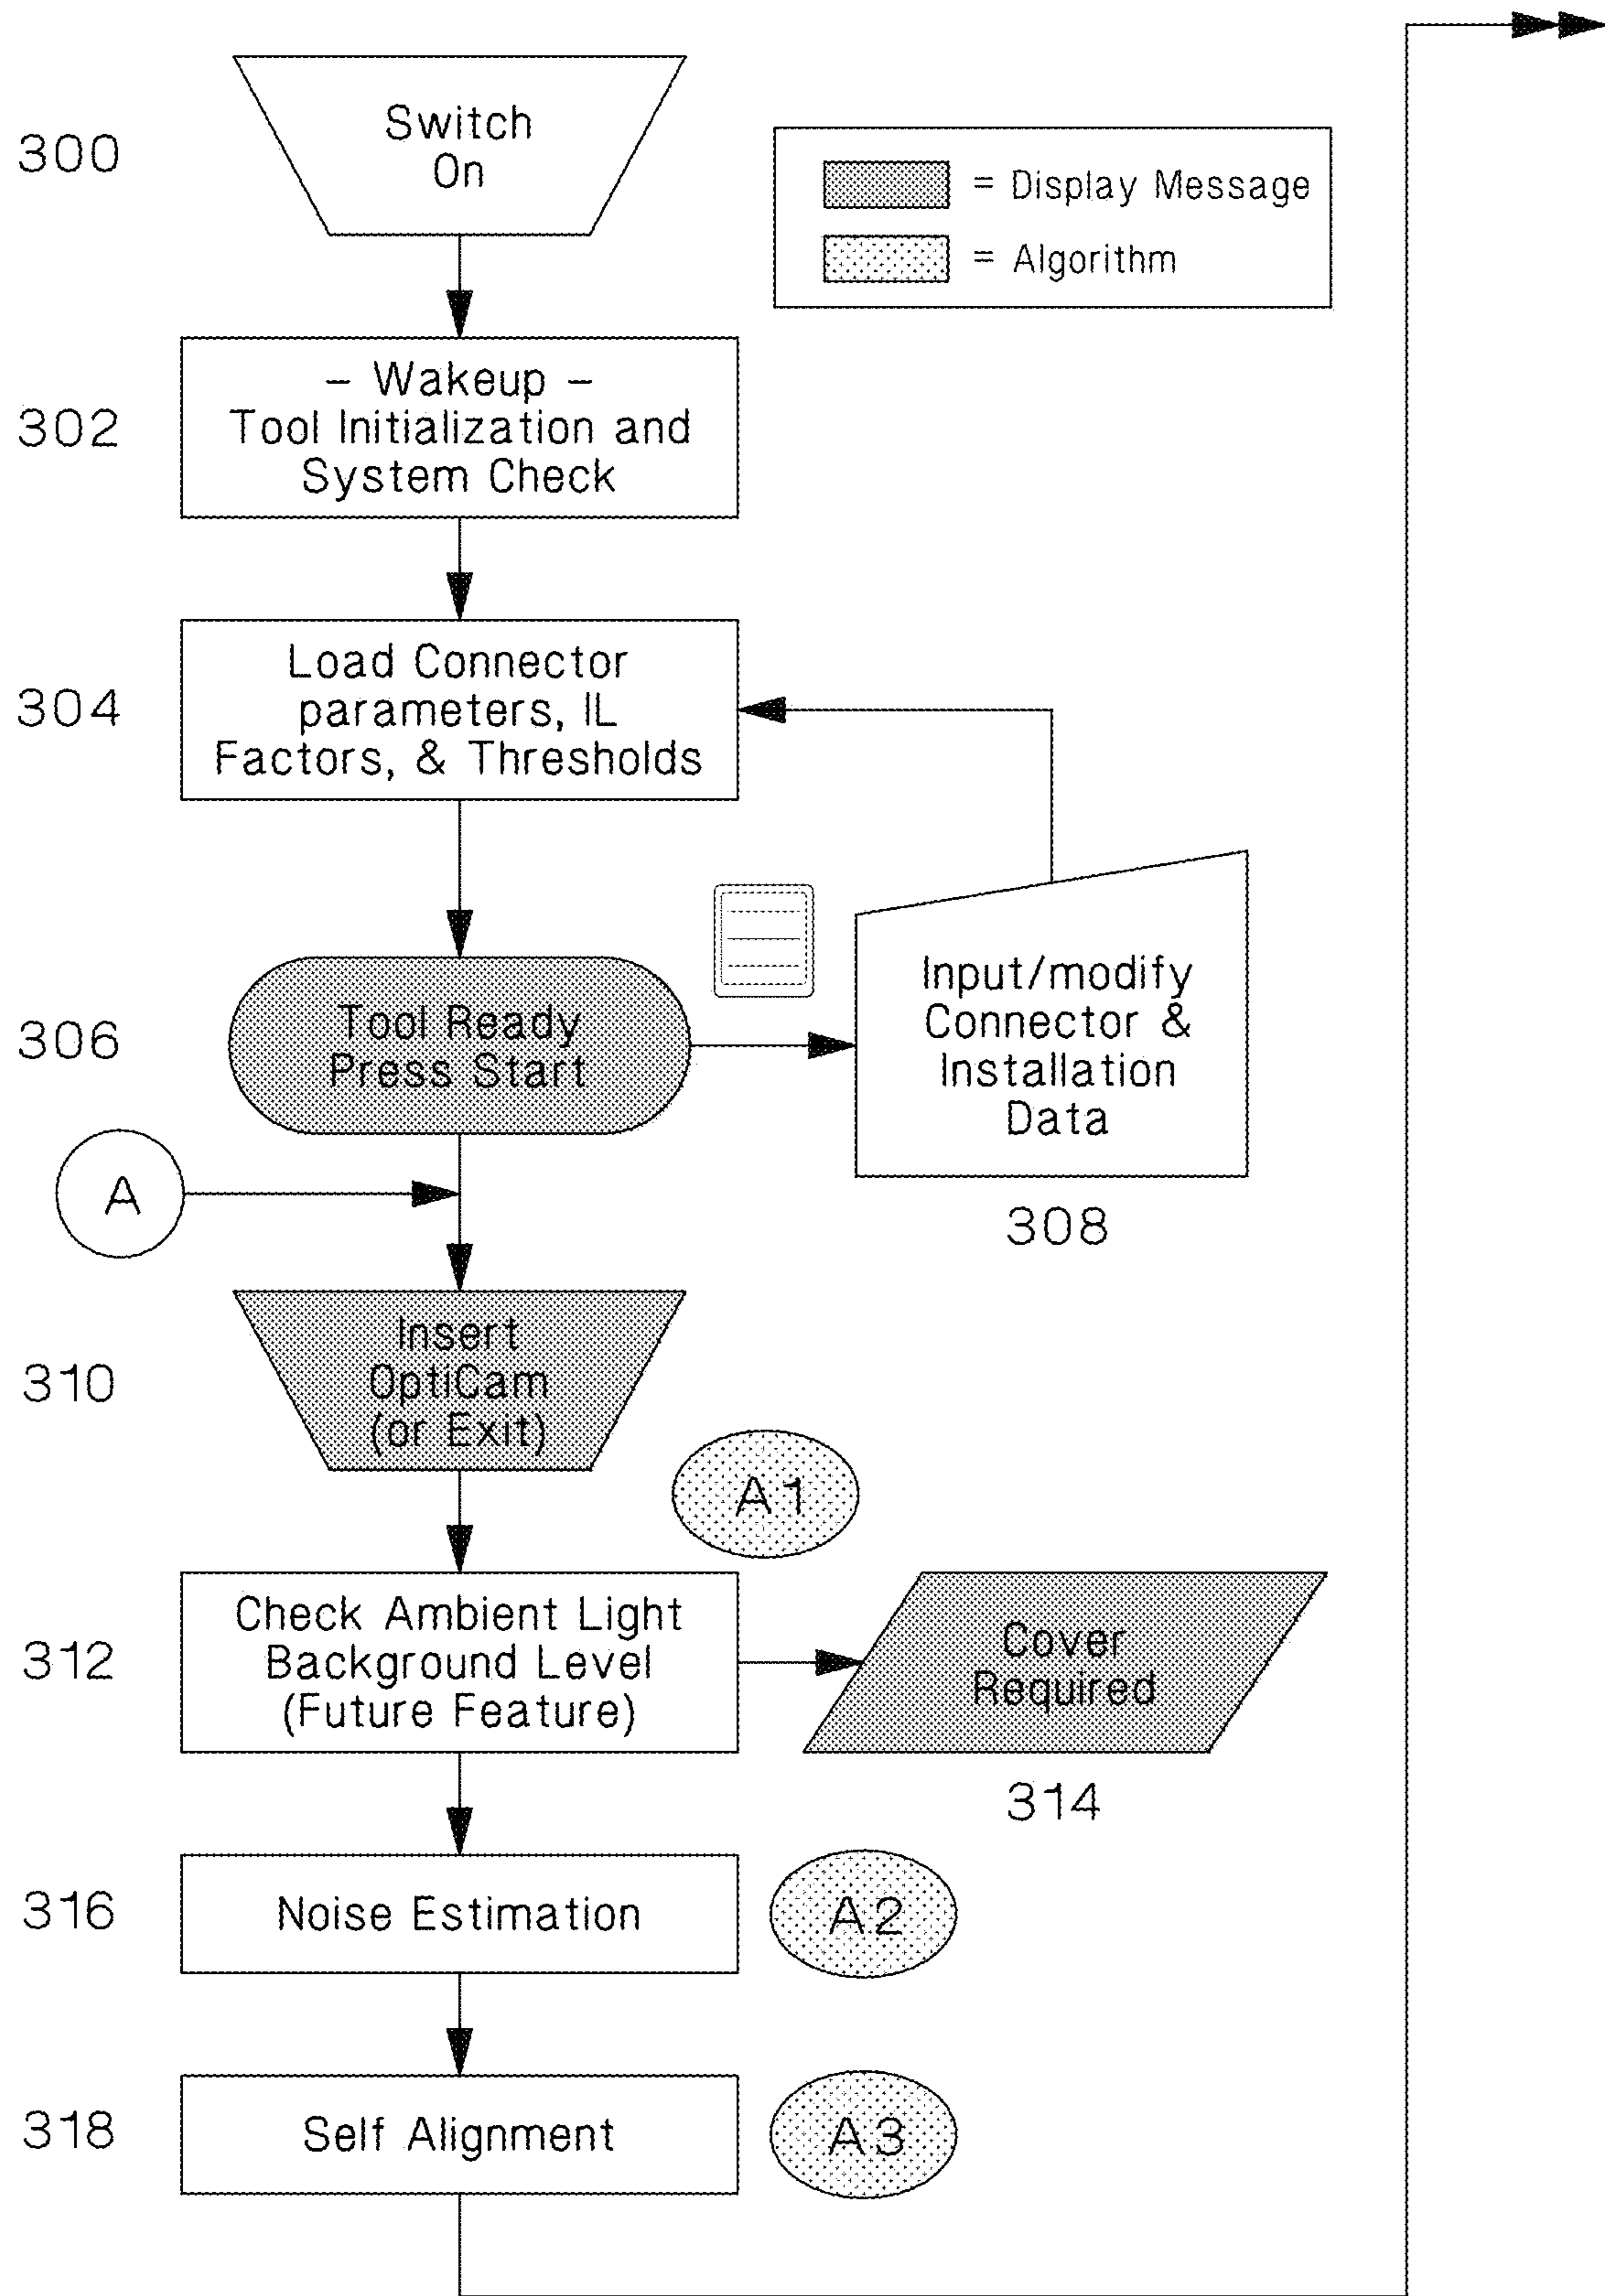 300
Switch
On
= Display Message
= Algorithm
302
– Wakeup –
Tool Initialization and
System Check
304
Load Connector
parameters, IL
Factors, & Thresholds
306
Tool Ready
Press Start
Input/modify
Connector &
Installation
Data
308
A
310
Insert
OptiCam
(or Exit)
A1
312
Check Ambient Light
Background Level
(Future Feature)
Cover
Required
314
316
Noise Estimation
A2
318
Self Alignment
A3